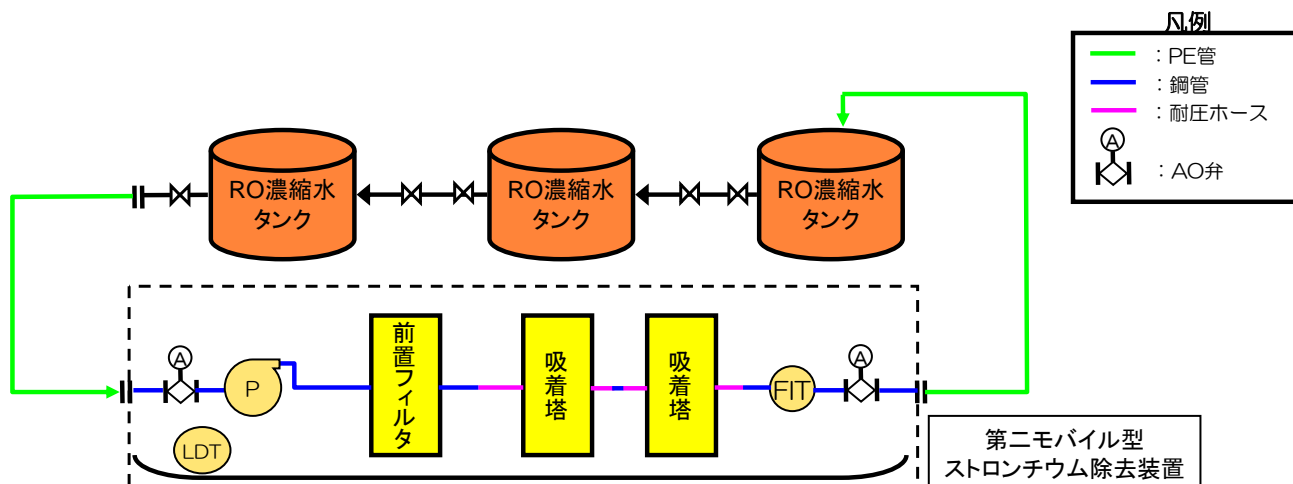 凡例
：PE管
：鋼管
：耐圧ホース
A
：AO弁
RO濃縮水
タンク
RO濃縮水
タンク
RO濃縮水
タンク
A
P
前置フィルタ
吸着塔
吸着塔
FIT
A
LDT
第二モバイル型
ストロンチウム除去装置